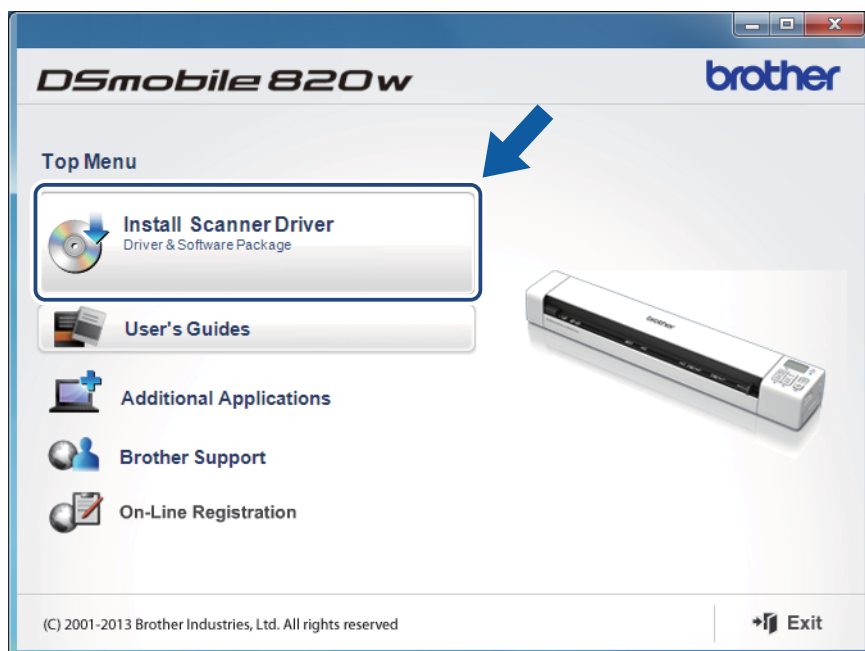 DSmobile 820w
brother
Top Menu
Install Scanner Driver
Driver & Software Package
User's Guides
brother
Additional Applications
Brother Support
On-Line Registration
(C) 2001-2013 Brother Industries, Ltd. All rights reserved
Exit